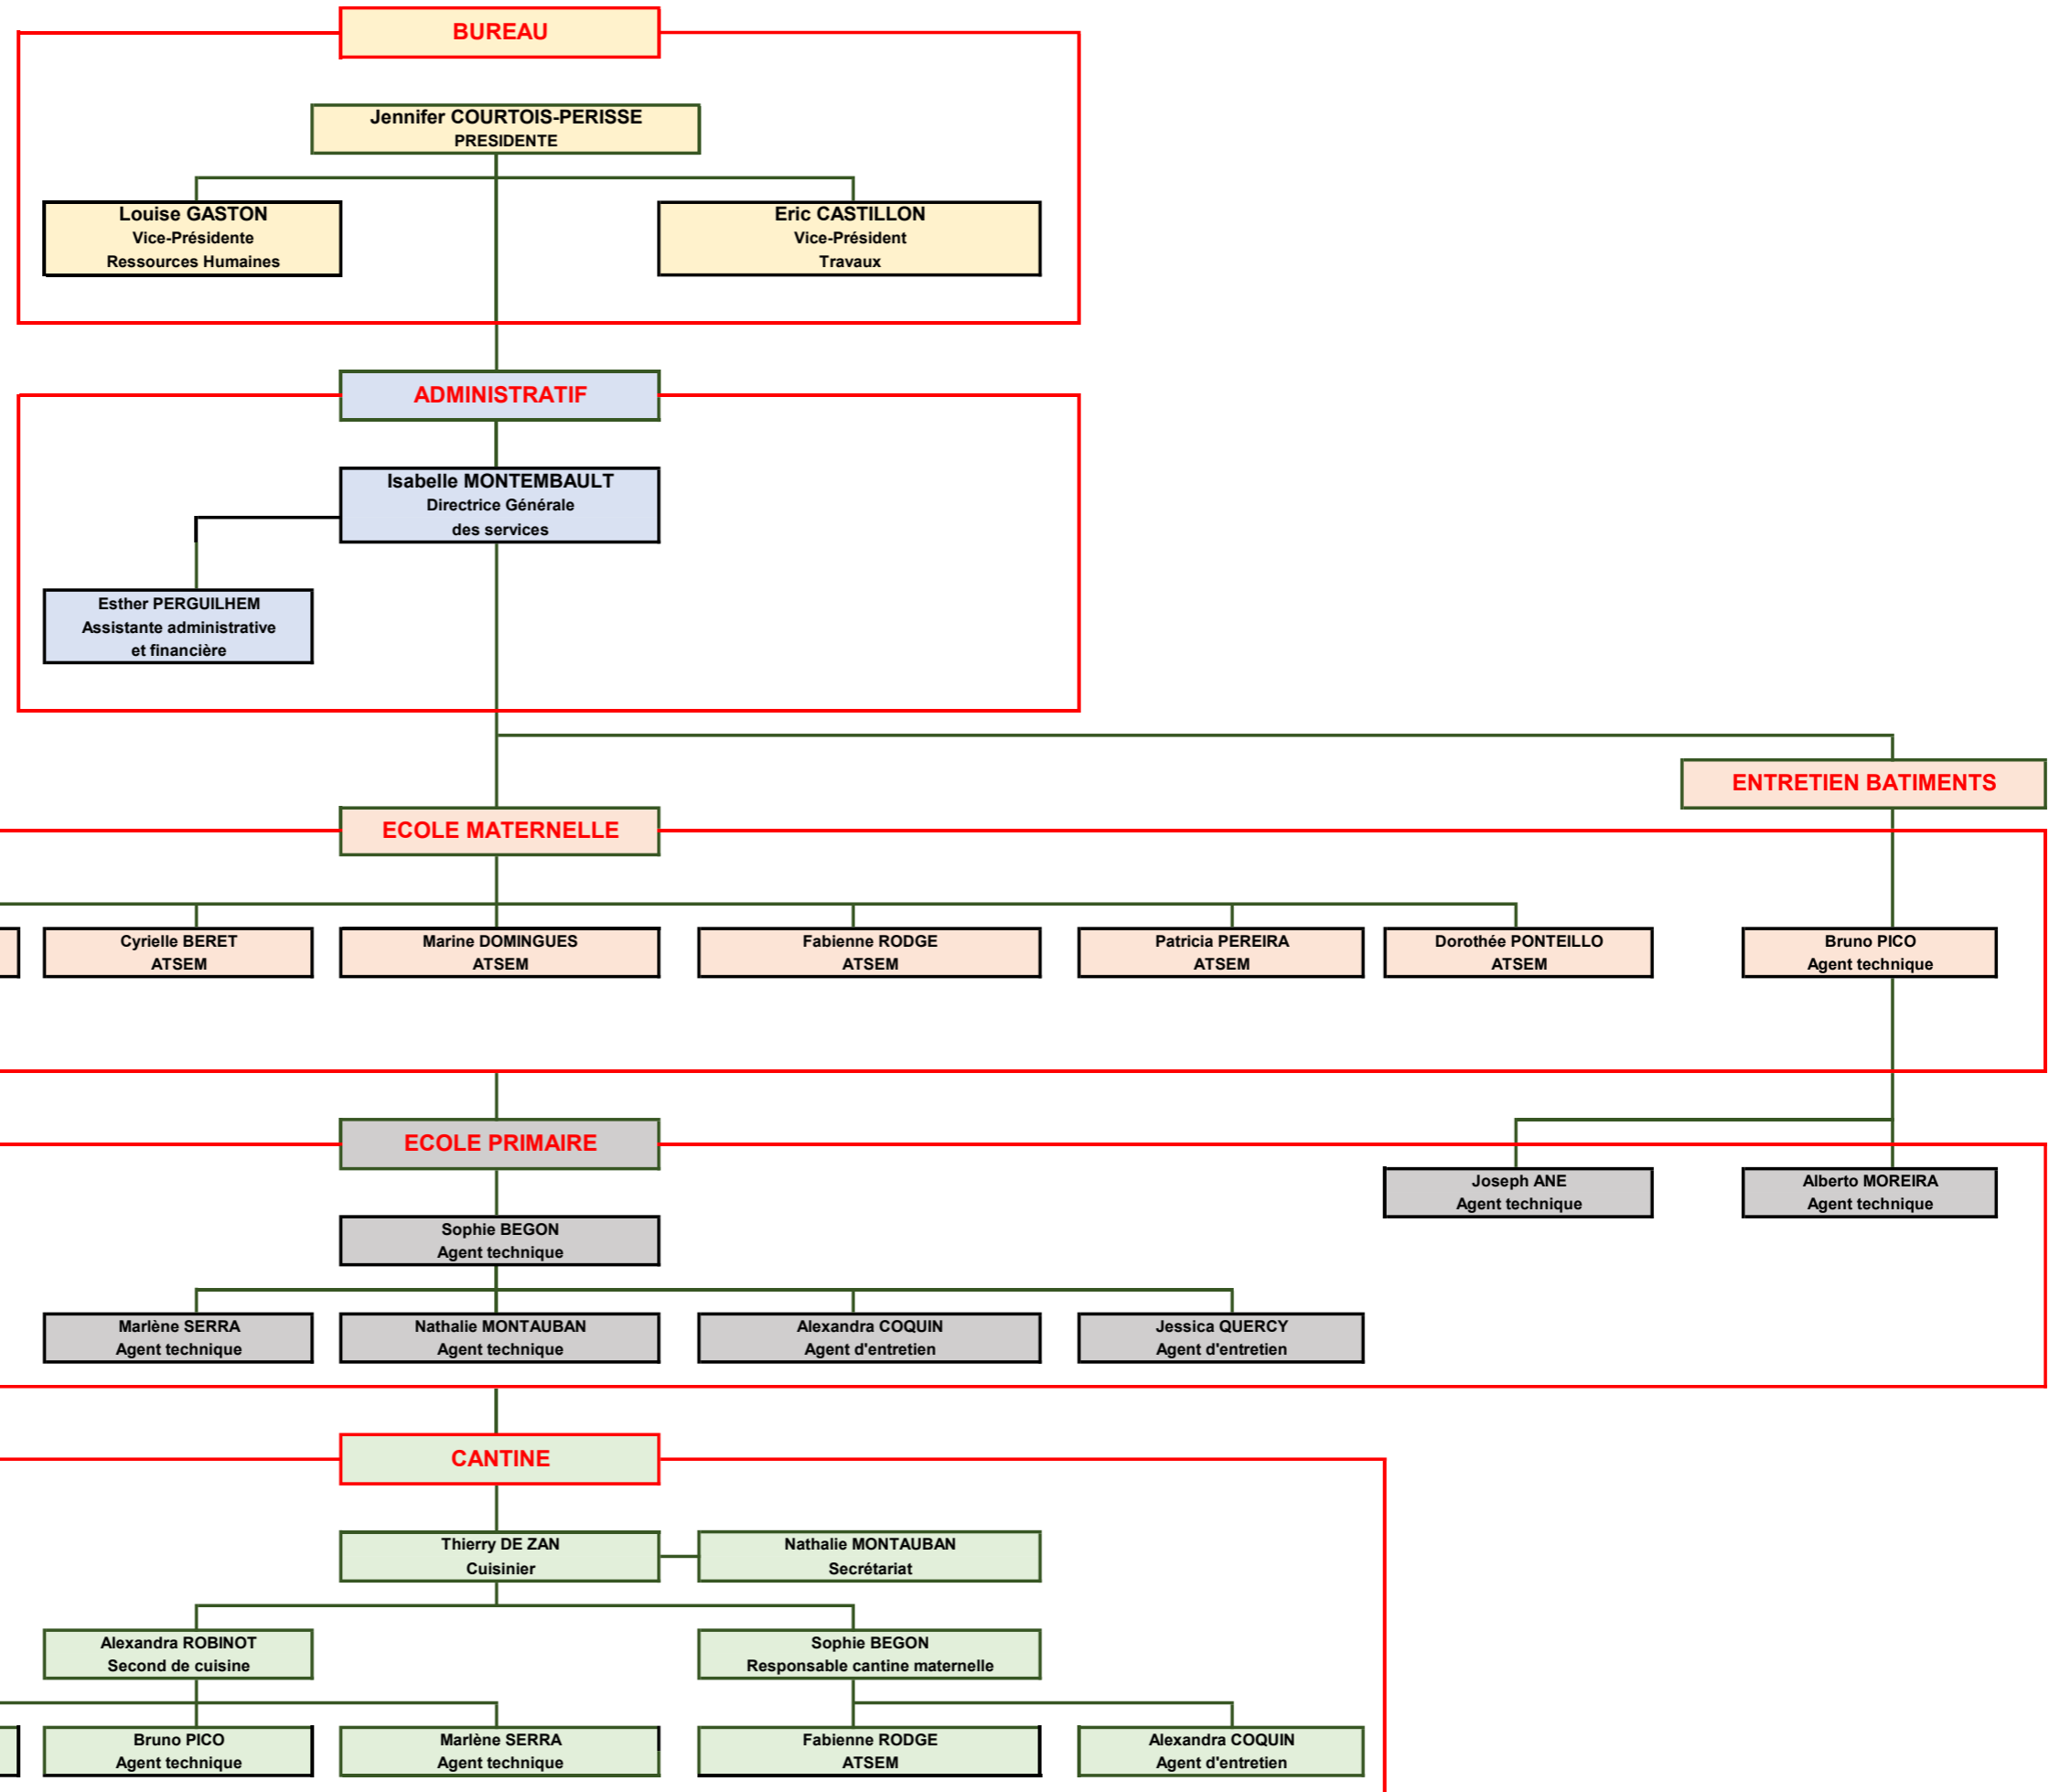 BUREAU
Jennifer COURTOIS-PERISSE
PRESIDENTE
Louise GASTON
Vice-Présidente
Ressources Humaines
Eric CASTILLON
Vice-Président
Travaux
ADMINISTRATIF
Isabelle MONTEMBAULT
Directrice Générale
des services
Esther PERGUILHEM
Assistante administrative
et financière
ENTRETIEN BATIMENTS
ECOLE MATERNELLE
Cyrielle BERET
ATSEM
Marine DOMINGUES
ATSEM
Fabienne RODGE
ATSEM
Patricia PEREIRA
ATSEM
Dorothée PONTEILLO
ATSEM
Bruno PICO
Agent technique
ECOLE PRIMAIRE
Joseph ANE
Agent technique
Alberto MOREIRA
Agent technique
Sophie BEGON
Agent technique
Marlène SERRA
Agent technique
Nathalie MONTAUBAN
Agent technique
Alexandra COQUIN
Agent d'entretien
Jessica QUERCY
Agent d'entretien
CANTINE
Thierry DE ZAN
Cuisinier
Nathalie MONTAUBAN
Secrétariat
Alexandra ROBINOT
Second de cuisine
Sophie BEGON
Responsable cantine maternelle
Bruno PICO
Agent technique
Marlène SERRA
Agent technique
Fabienne RODGE
ATSEM
Alexandra COQUIN
Agent d'entretien